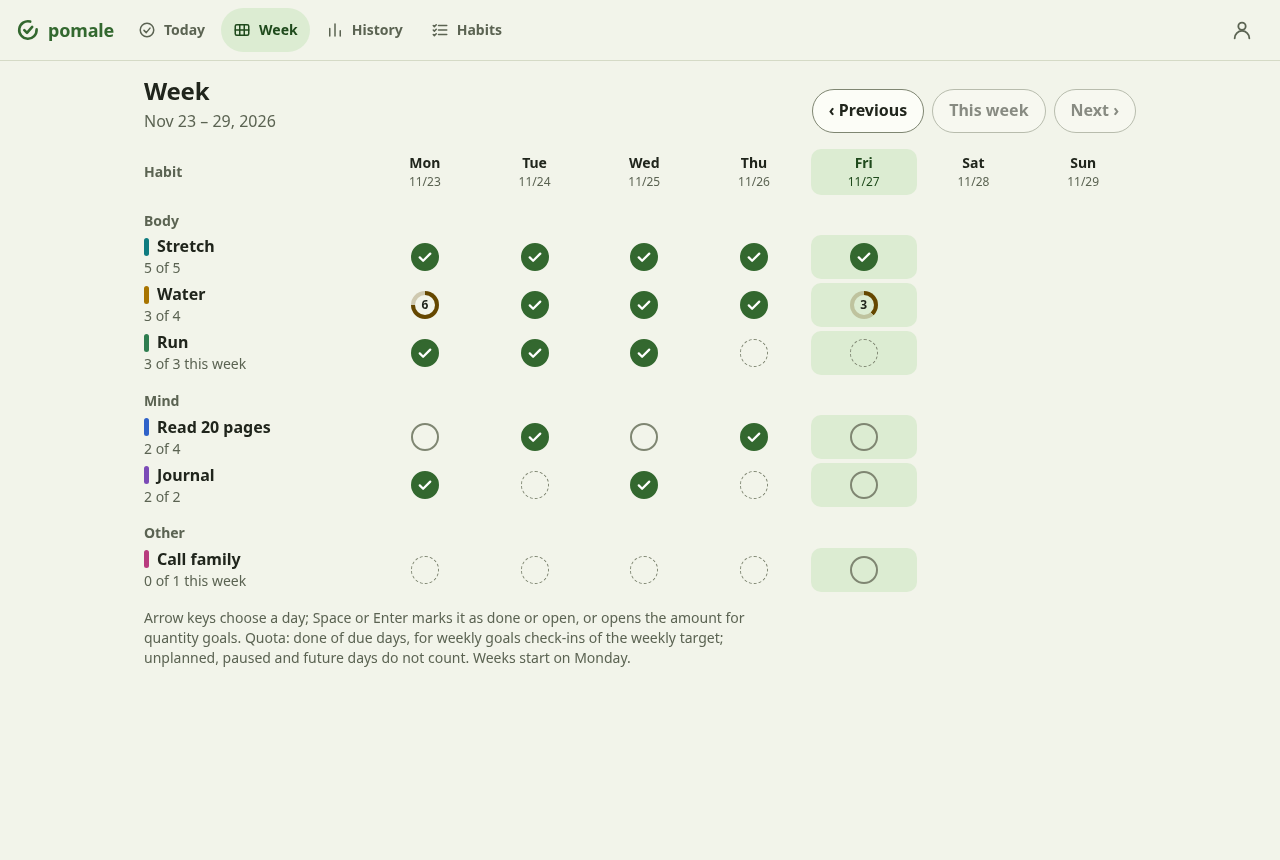 pomale
Today
Week
History
Habits
Week
Nov 23 – 29, 2026
‹ Previous
This week
Next ›
Habit
Mon
11/23
Tue
11/24
Wed
11/25
Thu
11/26
Fri
11/27
Sat
11/28
Sun
11/29
Body
Stretch
5 of 5
Water
3 of 4
6
3
Run
3 of 3 this week
Mind
Read 20 pages
2 of 4
Journal
2 of 2
Other
Call family
0 of 1 this week
Arrow keys choose a day; Space or Enter marks it as done or open, or opens the amount for
quantity goals. Quota: done of due days, for weekly goals check-ins of the weekly target;
unplanned, paused and future days do not count. Weeks start on Monday.